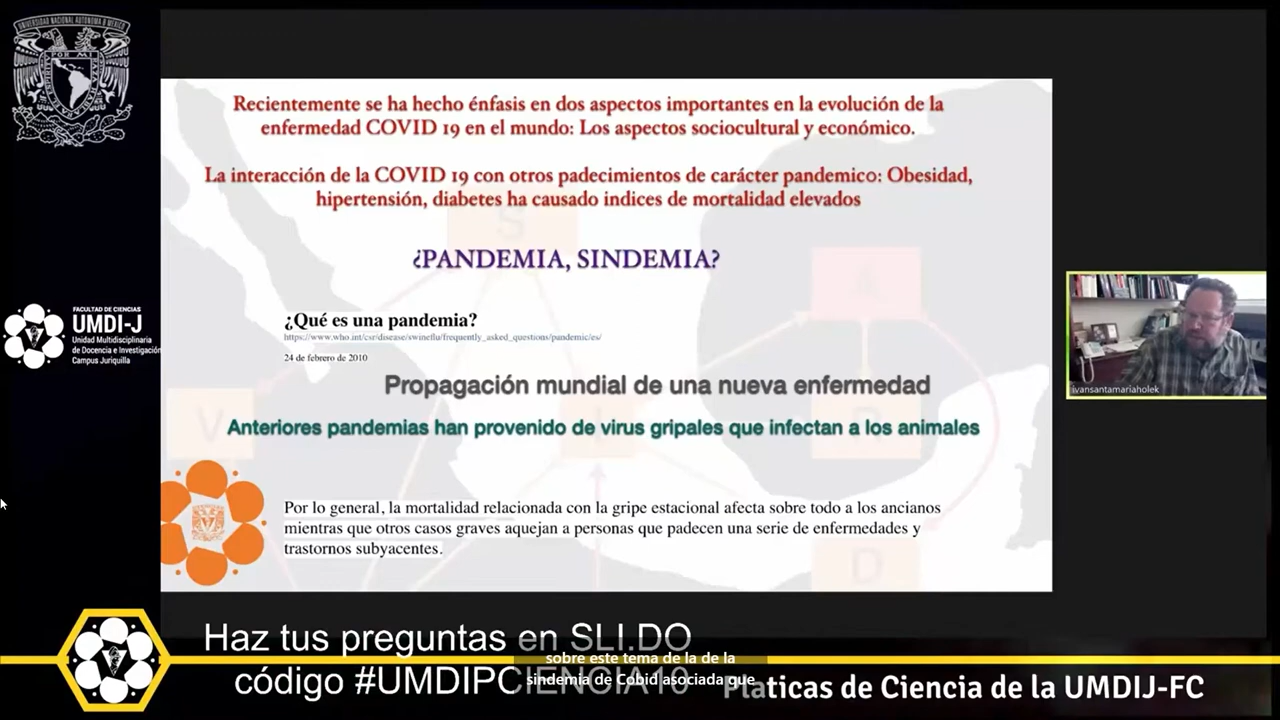 UNIVERSIDAD NACIONAL AUTONOMA DE MEXICO
Recientemente se ha hecho énfasis en dos aspectos importantes en la evolución de la
enfermedad COVID 19 en el mundo: Los aspectos sociocultural y económico.
La interacción de la COVID 19 con otros padecimientos de carácter pandemico: Obesidad,
hipertensión, diabetes ha causado indices de mortalidad elevados
S
¿PANDEMIA, SINDEMIA?
¿Qué es una pandemia?
https://www.who.int/csr/disease/swineflu/frequently_asked_questions/pandemic/es/
24 de febrero de 2010
Propagación mundial de una nueva enfermedad
V
Anteriores pandemias han provenido de virus gripales que infectan a los animales
Por lo general, la mortalidad relacionada con la gripe estacional afecta sobre todo a los ancianos
mientras que otros casos graves aquejan a personas que padecen una serie de enfermedades y
trastornos subyacentes.
D
FACULTAD DE CIENCIAS
UMDI-J
Unidad Multidisciplinaria
de Docencia e Investigación
Campus Juriquilla
ivansantamariaholek
Haz tus preguntas en SLI.DO
código #UMDIPCIENCIA10
sobre este tema de la de la
sindemia de Cobid asociada que
Platicas de Ciencia de la UMDIJ-FC